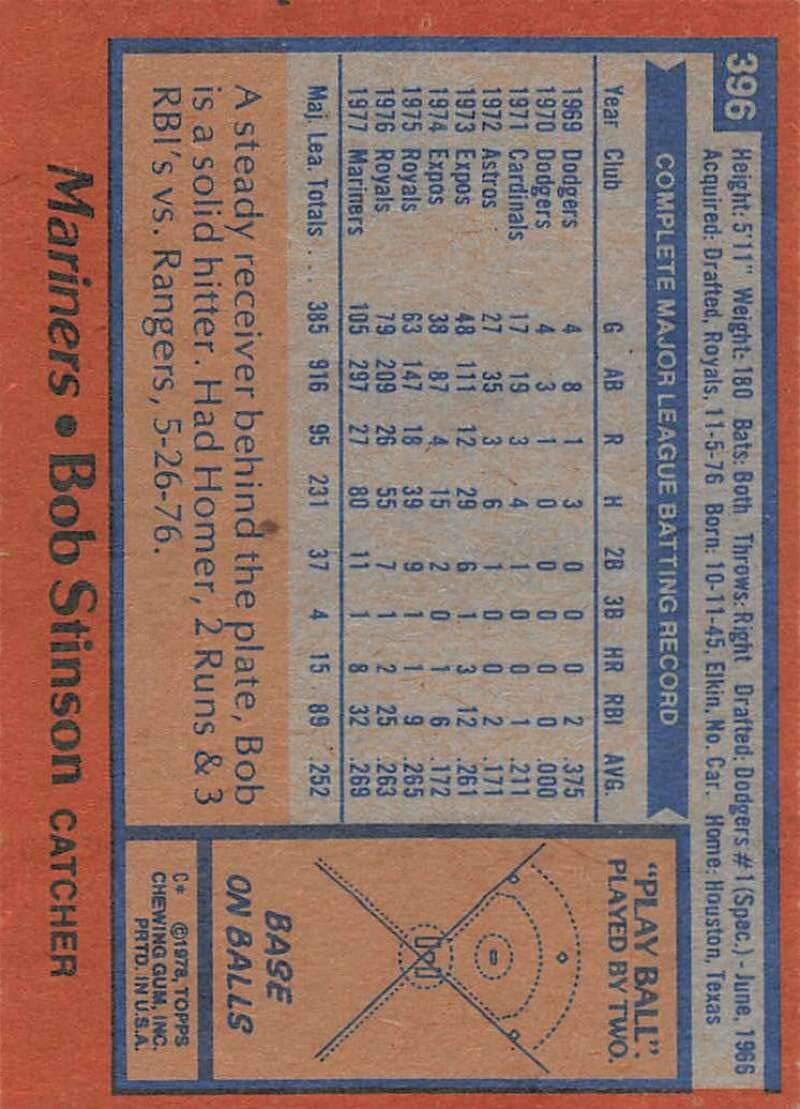 396
Height: 5'11" Weight: 180 Bats: Both Throws: Right Drafted: Dodgers #1 (Spec.) - June, 1966
Acquired: Drafted, Royals, 11-5-76 Born: 10-11-45, Elkin, No. Car. Home: Houston, Texas
COMPLETE MAJOR LEAGUE BATTING RECORD
Year Club G AB R H 2B 3B HR RBI AVG.
1969 Dodgers 4 8 1 3 0 0 0 2 .375
1970 Dodgers 4 3 1 0 0 0 0 0 .000
1971 Cardinals 17 19 3 4 1 0 0 1 .211
1972 Astros 27 35 3 6 1 0 0 2 .171
1973 Expos 48 111 12 29 6 1 3 12 .261
1974 Expos 38 87 4 15 2 0 1 6 .172
1975 Royals 63 147 18 39 9 1 1 9 .265
1976 Royals 79 209 26 55 7 1 2 25 .263
1977 Mariners 105 297 27 80 11 1 8 32 .269
Maj. Lea. Totals ... 385 916 95 231 37 4 15 89 .252
A steady receiver behind the plate, Bob
is a solid hitter. Had Homer, 2 Runs & 3
RBI's vs. Rangers, 5-26-76.
"PLAY BALL"
PLAYED BY TWO.
BASE
ON BALLS
C* ©1978, TOPPS
CHEWING GUM, INC.
PRTD. IN U.S.A.
Mariners • Bob Stinson CATCHER